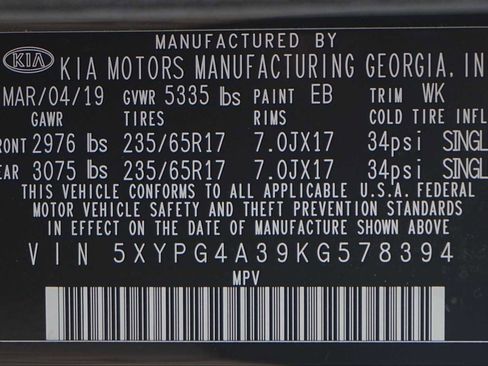 MANUFACTURED BY
KIA KIA MOTORS MANUFACTURING GEORGIA, IN
MAR/04/19 GVWR 5335 lbs PAINT EB TRIM WK
GAWR TIRES RIMS COLD TIRE INFL
RONT 2976 lbs 235/65R17 7.0JX17 34psi SINGL
EAR 3075 lbs 235/65R17 7.0JX17 34psi SINGL
THIS VEHICLE CONFORMS TO ALL APPLICABLE U.S.A. FEDERAL
MOTOR VEHICLE SAFETY AND THEFT PREVENTION STANDARDS
IN EFFECT ON THE DATE OF MANUFACTURE SHOWN ABOVE.
VIN 5XYPG4A39KG578394
MPV